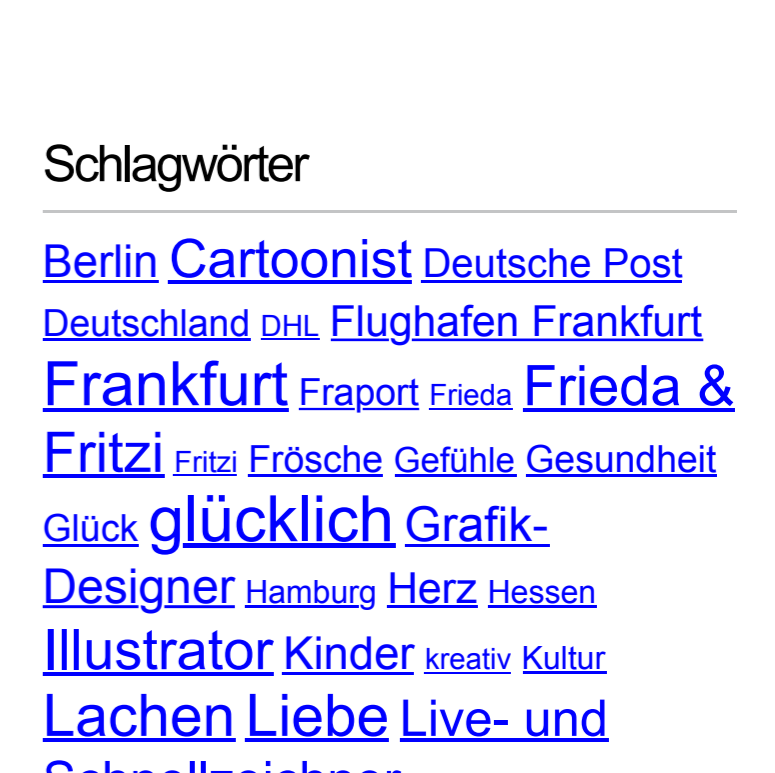 Schlagwörter
Berlin Cartoonist Deutsche Post
Deutschland DHL Flughafen Frankfurt
Frankfurt Fraport Frieda Frieda &
Fritzi Fritzi Frösche Gefühle Gesundheit
Glück glücklich Grafik-
Designer Hamburg Herz Hessen
Illustrator Kinder kreativ Kultur
Lachen Liebe Live- und
Schnellzeichner